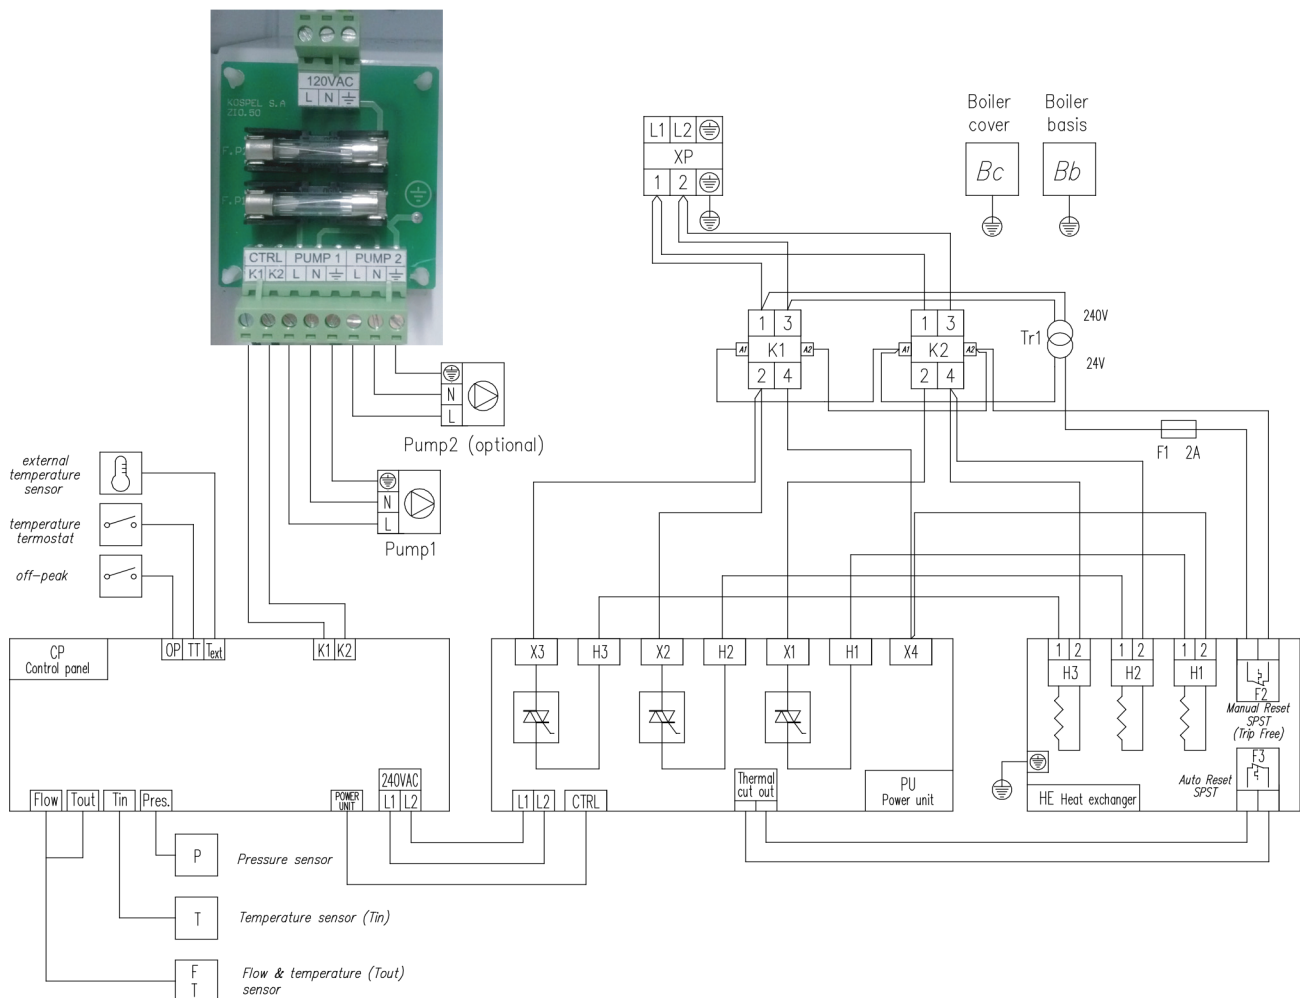 120VAC
L N
KOSPEL S.A
Z10.50
F.P2
F.P1
CTRL PUMP 1 PUMP 2
K1 K2 L N L N
N
L
Pump2 (optional)
N
L
Pump1
external
temperature
sensor
temperature
termostat
off-peak
CP
Control panel
OP TT Text
K1 K2
Flow Tout Tin Pres.
POWER
UNIT
240VAC
L1 L2
P
Pressure sensor
T
Temperature sensor (Tin)
F
T
Flow & temperature (Tout)
sensor
L1 L2
XP
1 2
Boiler
cover
Bc
Boiler
basis
Bb
1 3
A1 K1 A2
2 4
1 3
A1 K2 A2
2 4
Tr1
240V
24V
F1 2A
X3 H3 X2 H2 X1 H1 X4
L1 L2 CTRL
Thermal
cut out
PU
Power unit
1 2
H3
1 2
H2
1 2
H1
F2
Manual Reset
SPST
(Trip Free)
F3
Auto Reset
SPST
HE Heat exchanger